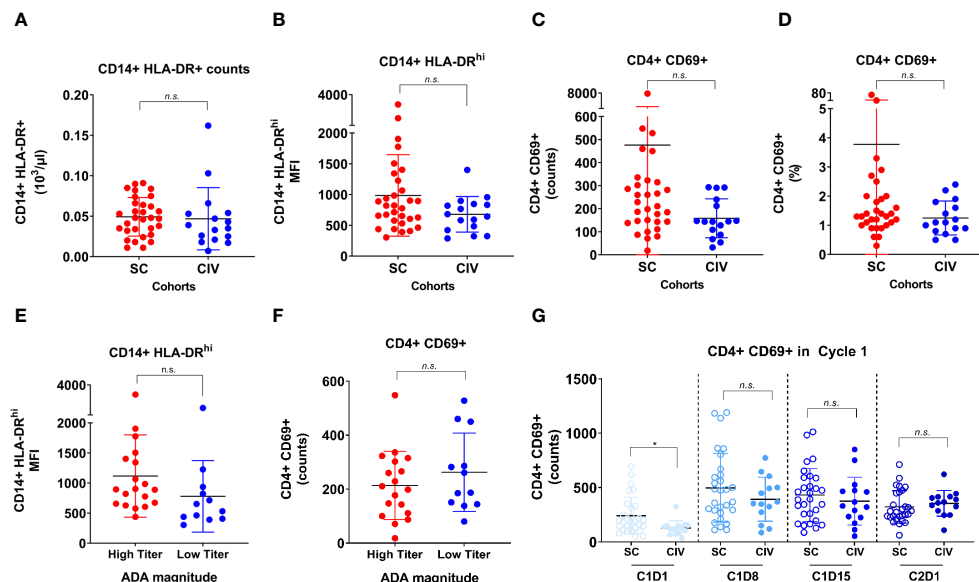 A
CD14+ HLA-DR+ counts
n.s.
CD14+ HLA-DR+
(10³/µl)
0.20
0.15
0.10
0.05
0.00
SC CIV
Cohorts
B
CD14+ HLA-DRhi
n.s.
CD14+ HLA-DRhi
MFI
4000
2000
2000
1500
1000
500
0
SC CIV
Cohorts
C
CD4+ CD69+
n.s.
CD4+ CD69+
(counts)
8000
600
500
400
300
200
100
0
SC CIV
Cohorts
D
CD4+ CD69+
n.s.
CD4+ CD69+
(%)
80
5
4
3
2
1
0
SC CIV
Cohorts
E
CD14+ HLA-DRhi
n.s.
CD14+ HLA-DRhi
MFI
4000
2000
2000
1500
1000
500
0
High Titer Low Titer
ADA magnitude
F
CD4+ CD69+
n.s.
CD4+ CD69+
(counts)
600
400
200
0
High Titer Low Titer
ADA magnitude
G
CD4+ CD69+ in Cycle 1
CD4+ CD69+
(counts)
1500
1000
500
0
*
n.s.
n.s.
n.s.
SC CIV SC CIV SC CIV SC CIV
C1D1 C1D8 C1D15 C2D1